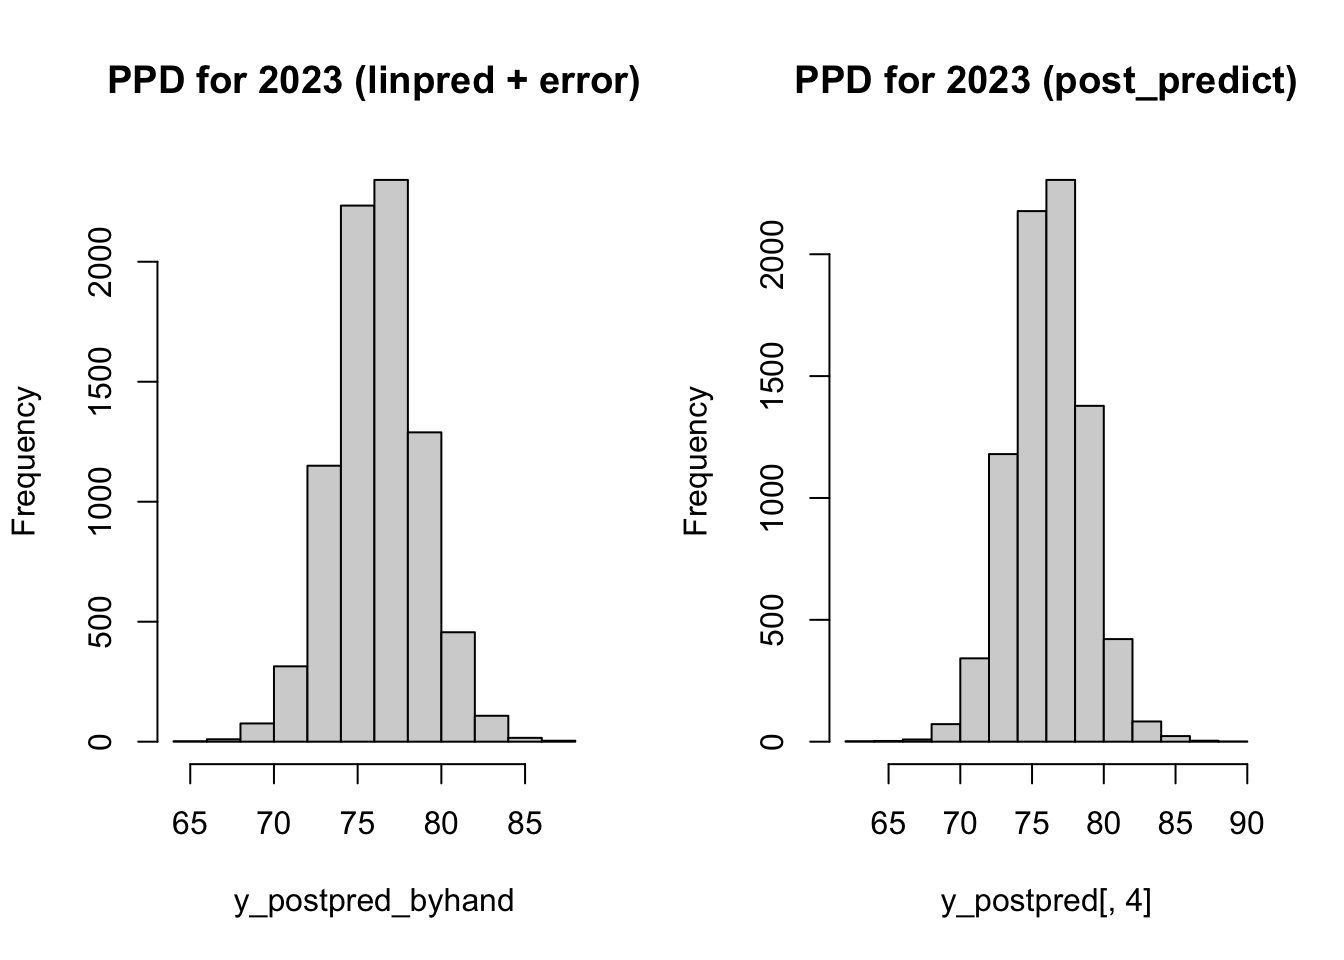 PPD for 2023 (linpred + error)
Frequency
0
500
1000
1500
2000
65 70 75 80 85
y_postpred_byhand
PPD for 2023 (post_predict)
Frequency
0
500
1000
1500
2000
65 70 75 80 85 90
y_postpred[, 4]